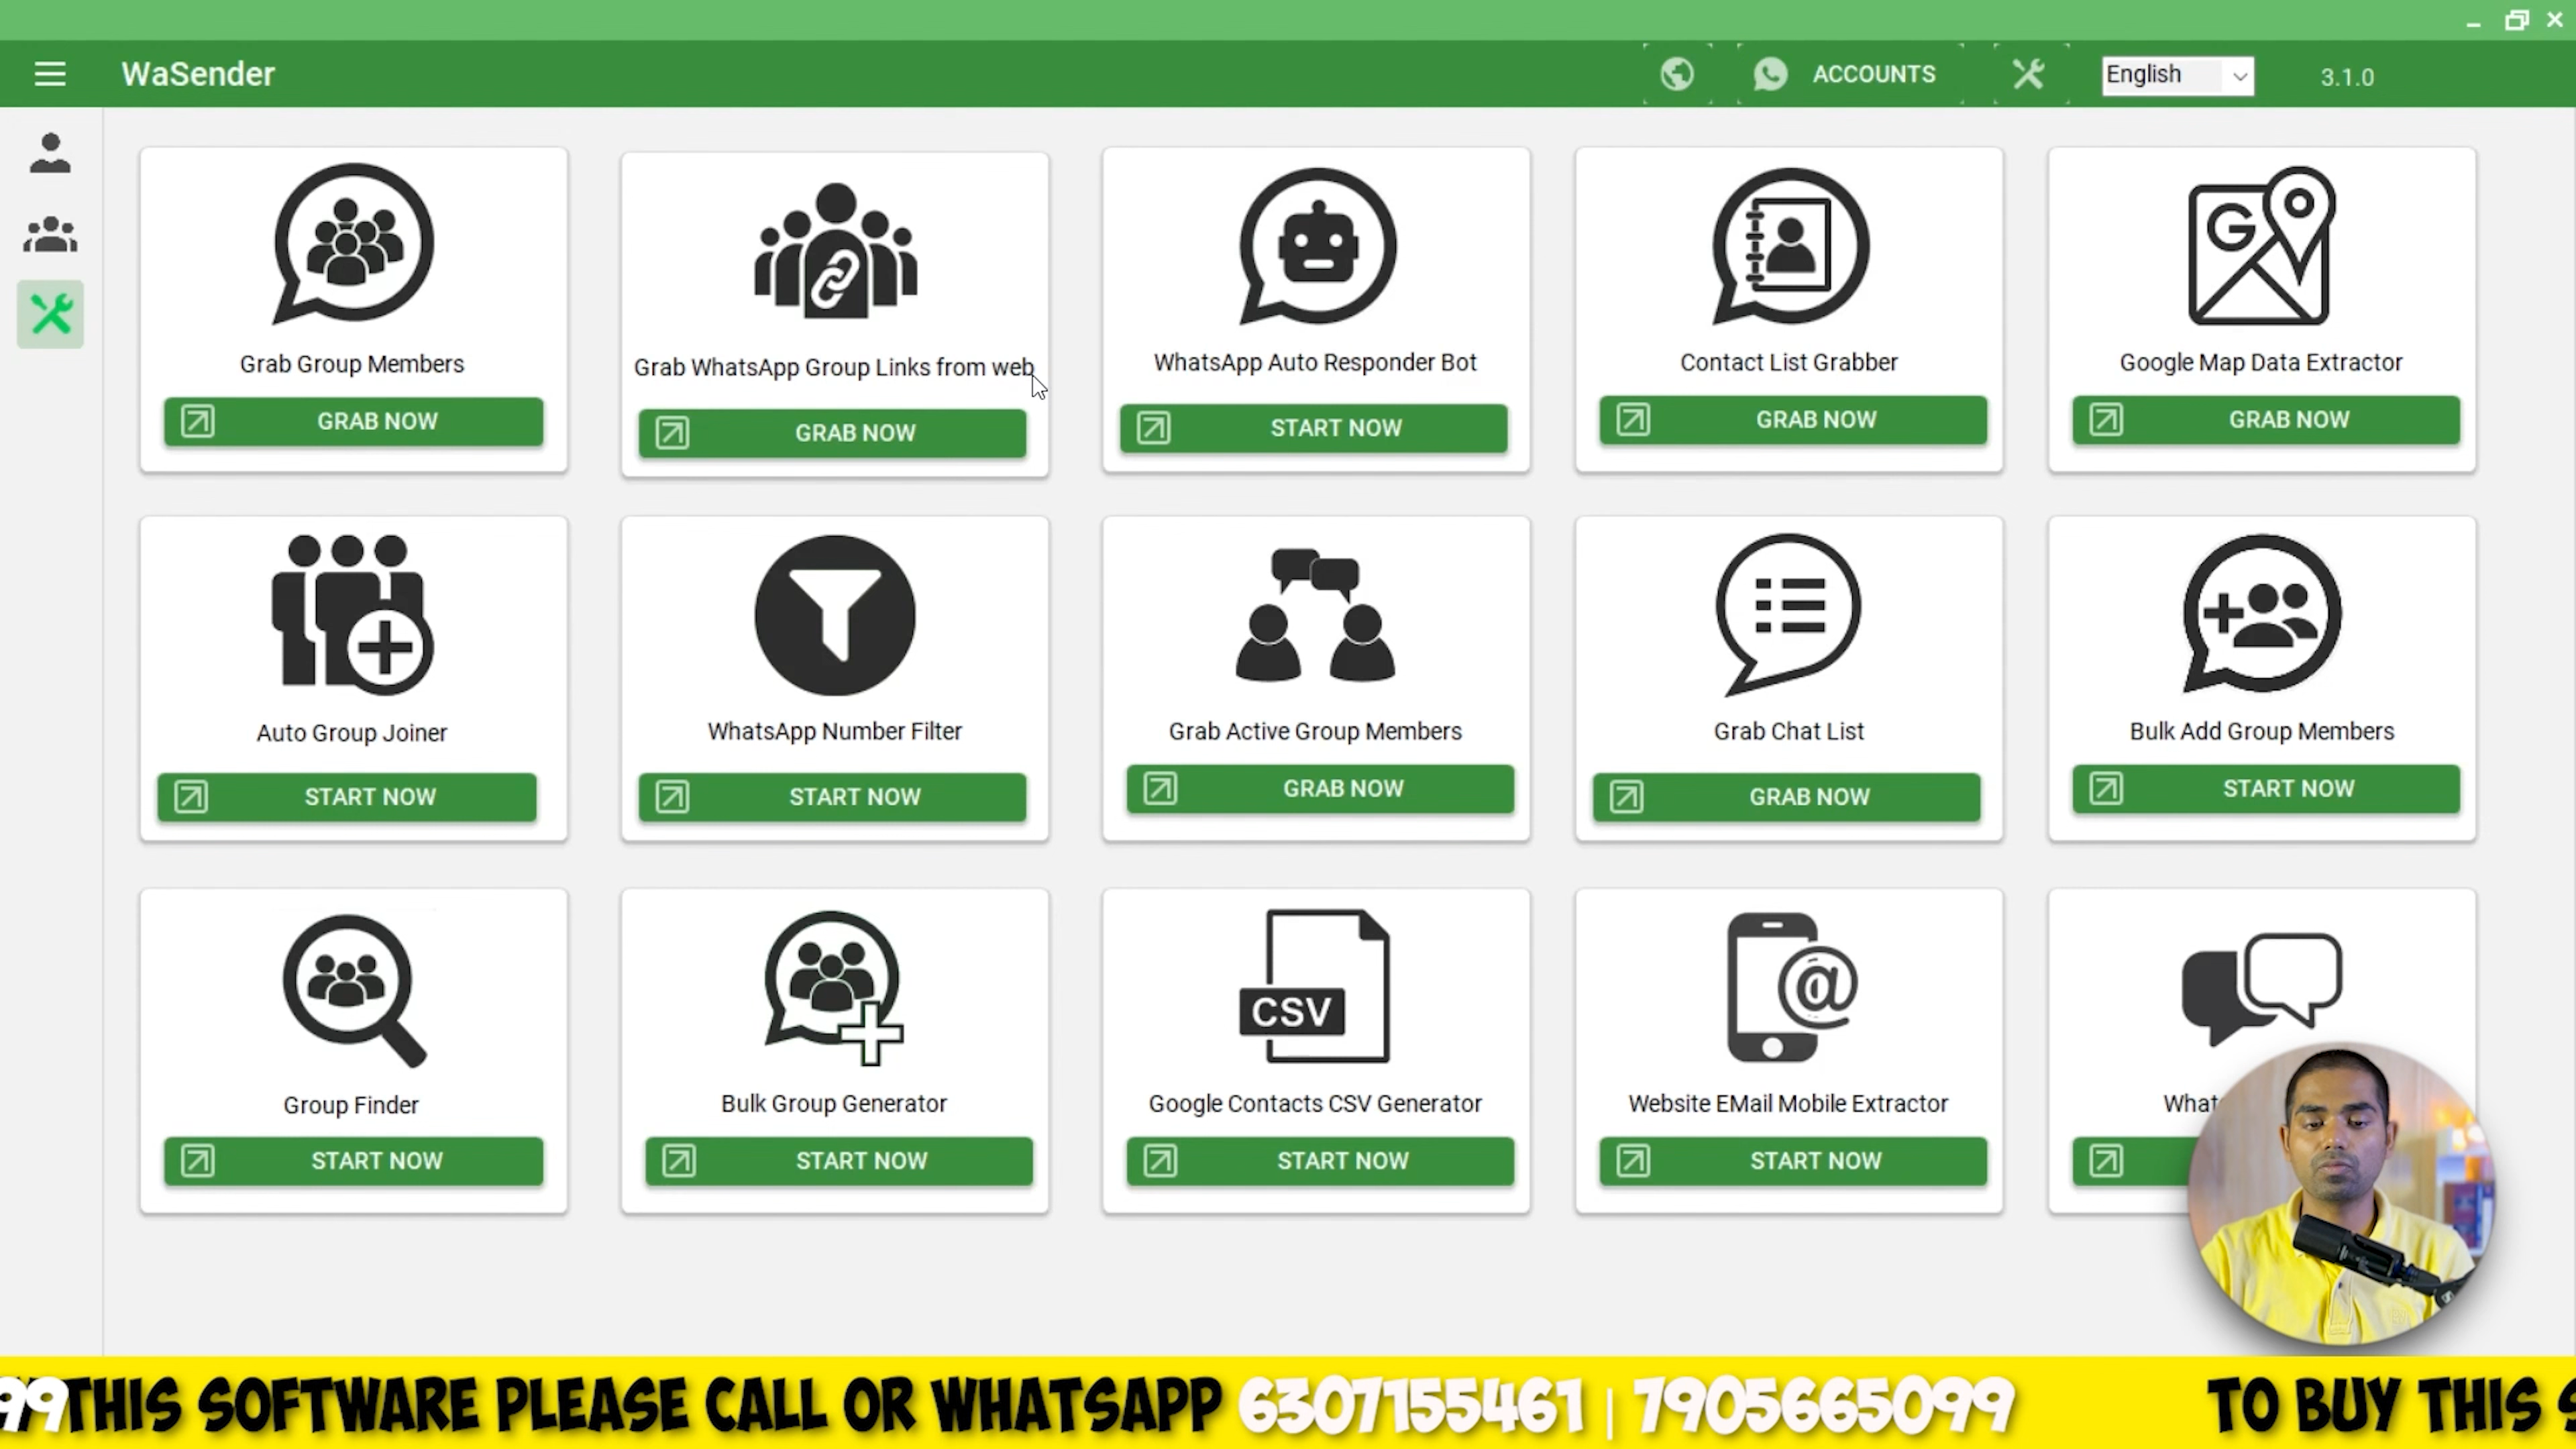 WaSender
ACCOUNTS
English
3.1.0
Grab Group Members
GRAB NOW
Grab WhatsApp Group Links from web
GRAB NOW
WhatsApp Auto Responder Bot
START NOW
Contact List Grabber
GRAB NOW
G
Google Map Data Extractor
GRAB NOW
Auto Group Joiner
START NOW
WhatsApp Number Filter
START NOW
Grab Active Group Members
GRAB NOW
Grab Chat List
GRAB NOW
Bulk Add Group Members
START NOW
Group Finder
START NOW
Bulk Group Generator
START NOW
CSV
Google Contacts CSV Generator
START NOW
@
Website EMail Mobile Extractor
START NOW
99 THIS SOFTWARE PLEASE CALL OR WHATSAPP 6307155461 | 7905665099 TO BUY THIS S